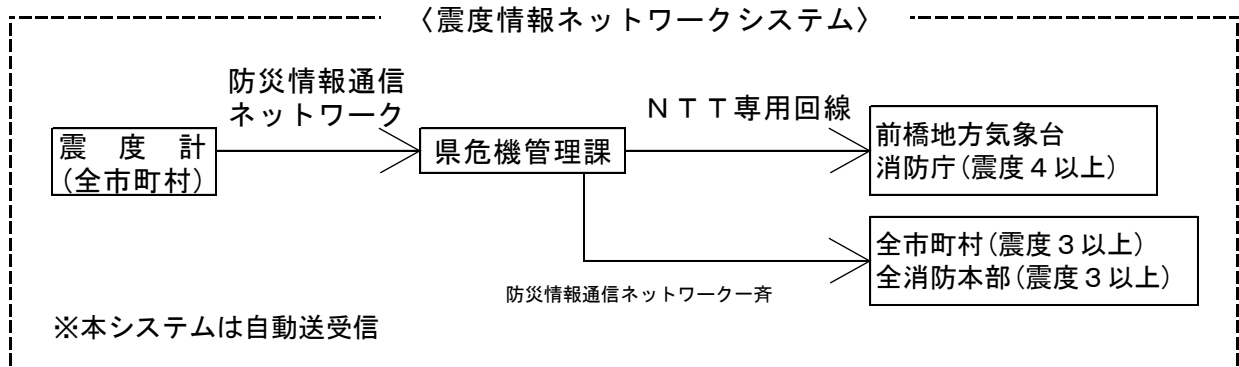 〈震度情報ネットワークシステム〉
防災情報通信
ネットワーク
震度計
(全市町村)
県危機管理課
ＮＴＴ専用回線
前橋地方気象台
消防庁(震度４以上)
全市町村(震度３以上)
全消防本部(震度３以上)
防災情報通信ネットワーク一斉
※本システムは自動送受信